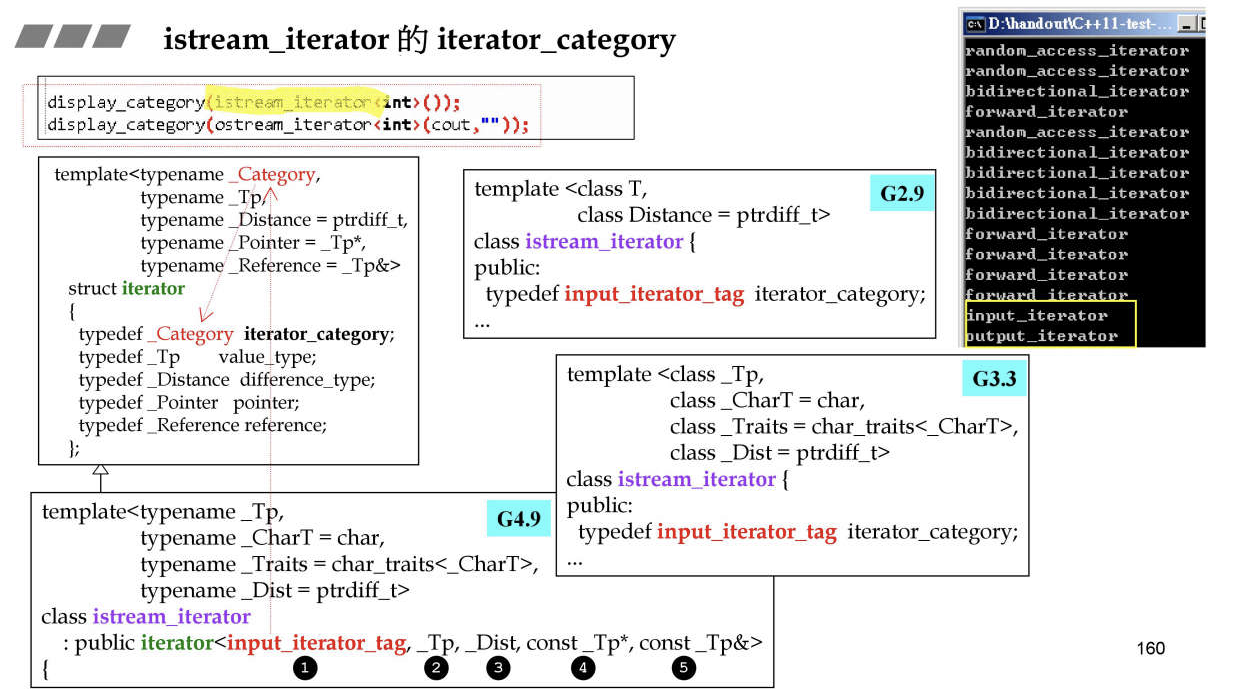 istream_iterator 的 iterator_category
display_category(istream_iterator<int>());
display_category(ostream_iterator<int>(cout,""));
template<typename _Category,
typename _Tp,
typename _Distance = ptrdiff_t,
typename _Pointer = _Tp*,
typename _Reference = _Tp&>
struct iterator
{
typedef _Category iterator_category;
typedef _Tp value_type;
typedef _Distance difference_type;
typedef _Pointer pointer;
typedef _Reference reference;
};
G2.9
template <class T,
class Distance = ptrdiff_t>
class istream_iterator {
public:
typedef input_iterator_tag iterator_category;
...
D:\handout\C++11-test-...
random_access_iterator
random_access_iterator
bidirectional_iterator
forward_iterator
random_access_iterator
bidirectional_iterator
bidirectional_iterator
bidirectional_iterator
bidirectional_iterator
forward_iterator
forward_iterator
forward_iterator
forward_iterator
input_iterator
output_iterator
G3.3
template <class _Tp,
class _CharT = char,
class _Traits = char_traits<_CharT>,
class _Dist = ptrdiff_t>
class istream_iterator {
public:
typedef input_iterator_tag iterator_category;
...
G4.9
template<typename _Tp,
typename _CharT = char,
typename _Traits = char_traits<_CharT>,
typename _Dist = ptrdiff_t>
class istream_iterator
: public iterator<input_iterator_tag, _Tp, _Dist, const _Tp*, const _Tp&>
{ 1 2 3 4 5
160